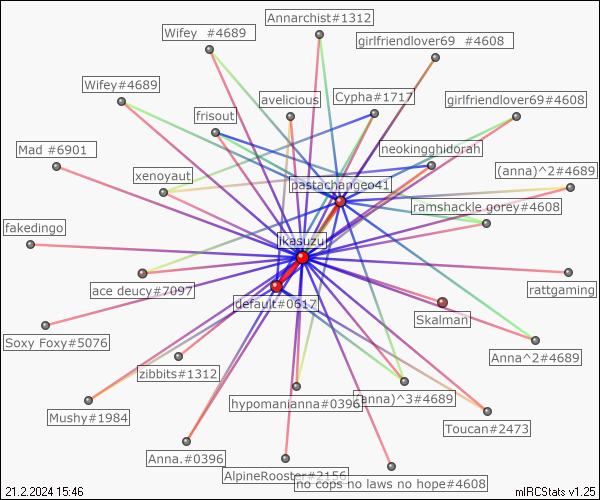 Annarchist#1312
Wifey #4689
girlfriendlover69 #4608
Wifey#4689
avelicious
Cypha#1717
girlfriendlover69#4608
frisout
neokingghidorah
Mad #6901
xenoyaut
pastachangeo41
(anna)^2#4689
ramshackle gorey#4608
fakedingo
ikasuzu
ace deucy#7097
default#0617
rattgaming
Skalman
Soxy Foxy#5076
Anna^2#4689
zibbits#1312
hypomanianna#0396
(anna)^3#4689
Mushy#1984
Toucan#2473
Anna.#0396
AlpineRooster#2156
no cops no laws no hope#4608
21.2.2024 15:46
mIRCStats v1.25